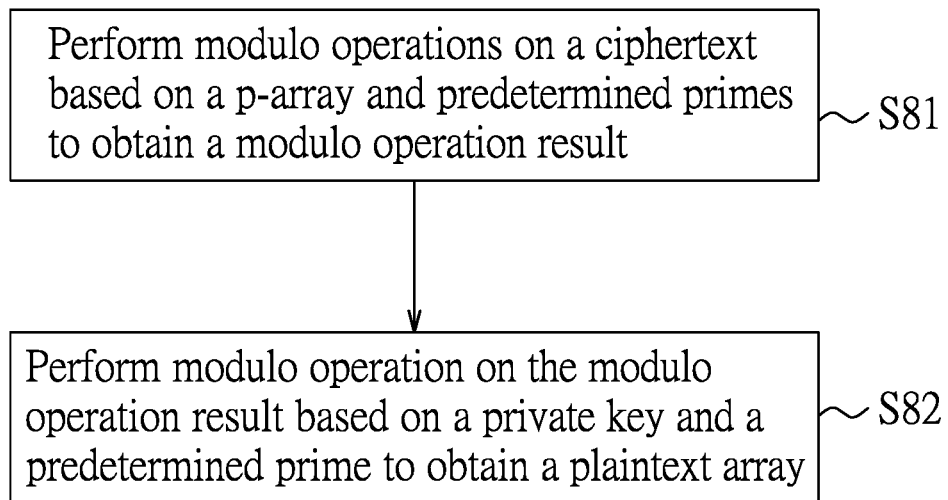 Perform modulo operations on a ciphertext
based on a p-array and predetermined primes
to obtain a modulo operation result
S81
Perform modulo operation on the modulo
operation result based on a private key and a
predetermined prime to obtain a plaintext array
S82